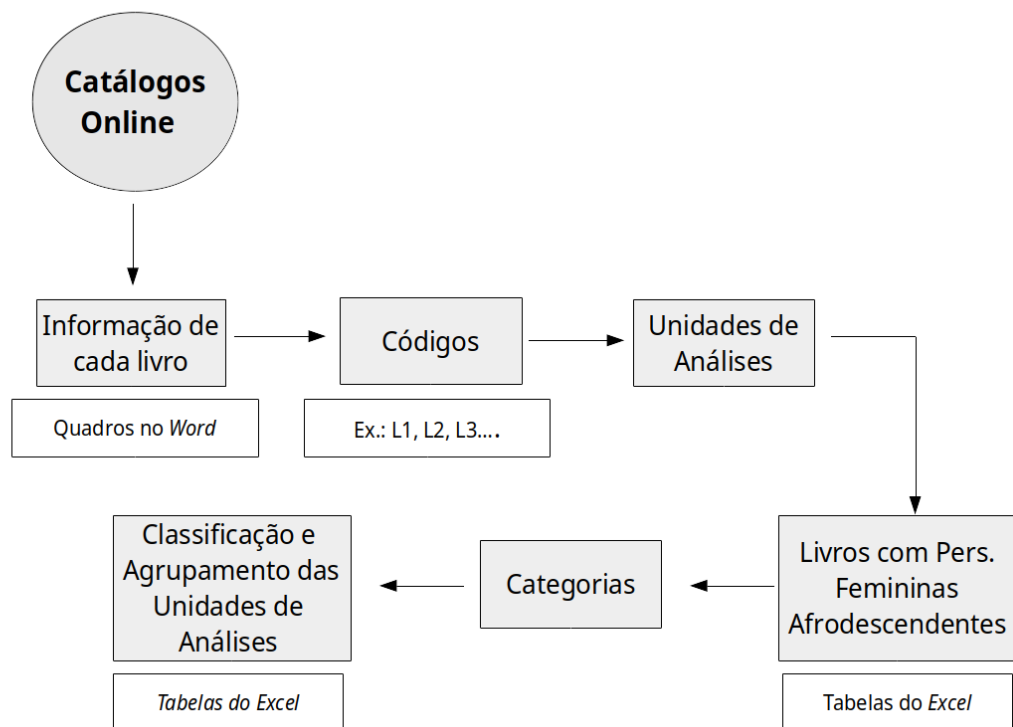 Catálogos
Online
Informação de
cada livro
Quadros no Word
Códigos
Ex.: L1, L2, L3....
Unidades de
Análises
Livros com Pers.
Femininas
Afrodescendentes
Tabelas do Excel
Categorias
Classificação e
Agrupamento das
Unidades de
Análises
Tabelas do Excel